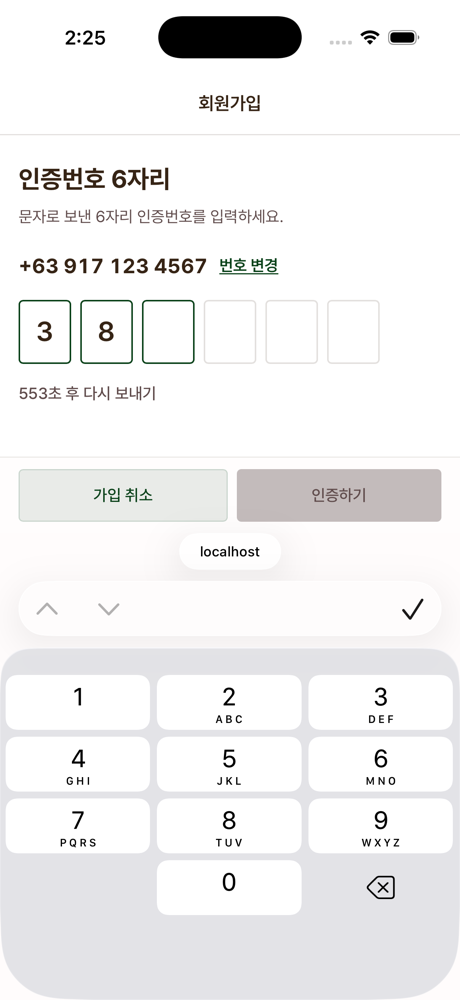 2:25
회원가입
인증번호 6자리
문자로 보낸 6자리 인증번호를 입력하세요.
+63 917 123 4567 번호 변경
3 8
553초 후 다시 보내기
가입 취소 인증하기
localhost
1 2 3
ABC DEF
4 5 6
GHI JKL MNO
7 8 9
PQRS TUV WXYZ
0